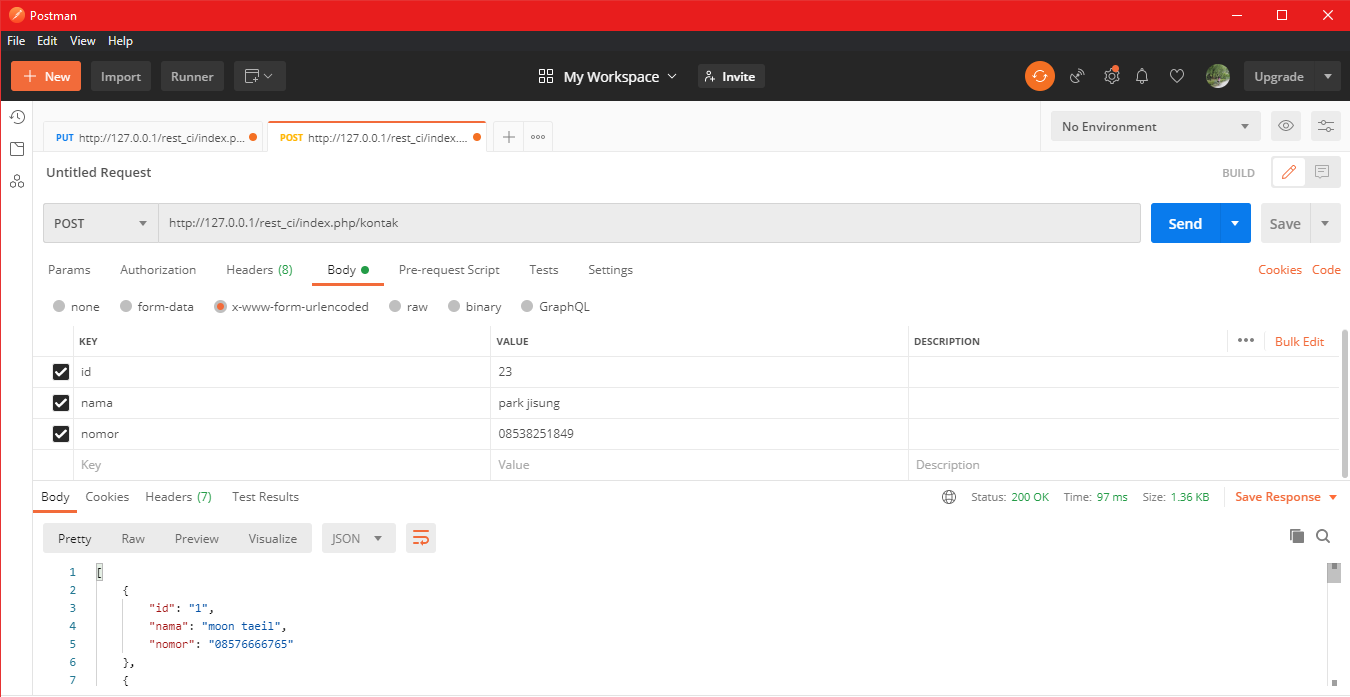 Postman
File Edit View Help
+ New Import Runner My Workspace Invite Upgrade
PUT http://127.0.0.1/rest_ci/index.p... POST http://127.0.0.1/rest_ci/index.... + ••• No Environment
Untitled Request BUILD
POST http://127.0.0.1/rest_ci/index.php/kontak Send Save
Params Authorization Headers (8) Body Pre-request Script Tests Settings Cookies Code
none form-data x-www-form-urlencoded raw binary GraphQL
KEY VALUE DESCRIPTION ••• Bulk Edit
id 23
nama park jisung
nomor 08538251849
Key Value Description
Body Cookies Headers (7) Test Results Status: 200 OK Time: 97 ms Size: 1.36 KB Save Response
Pretty Raw Preview Visualize JSON
1 [
2 {
3 "id": "1",
4 "nama": "moon taeil",
5 "nomor": "08576666765"
6 },
7 {